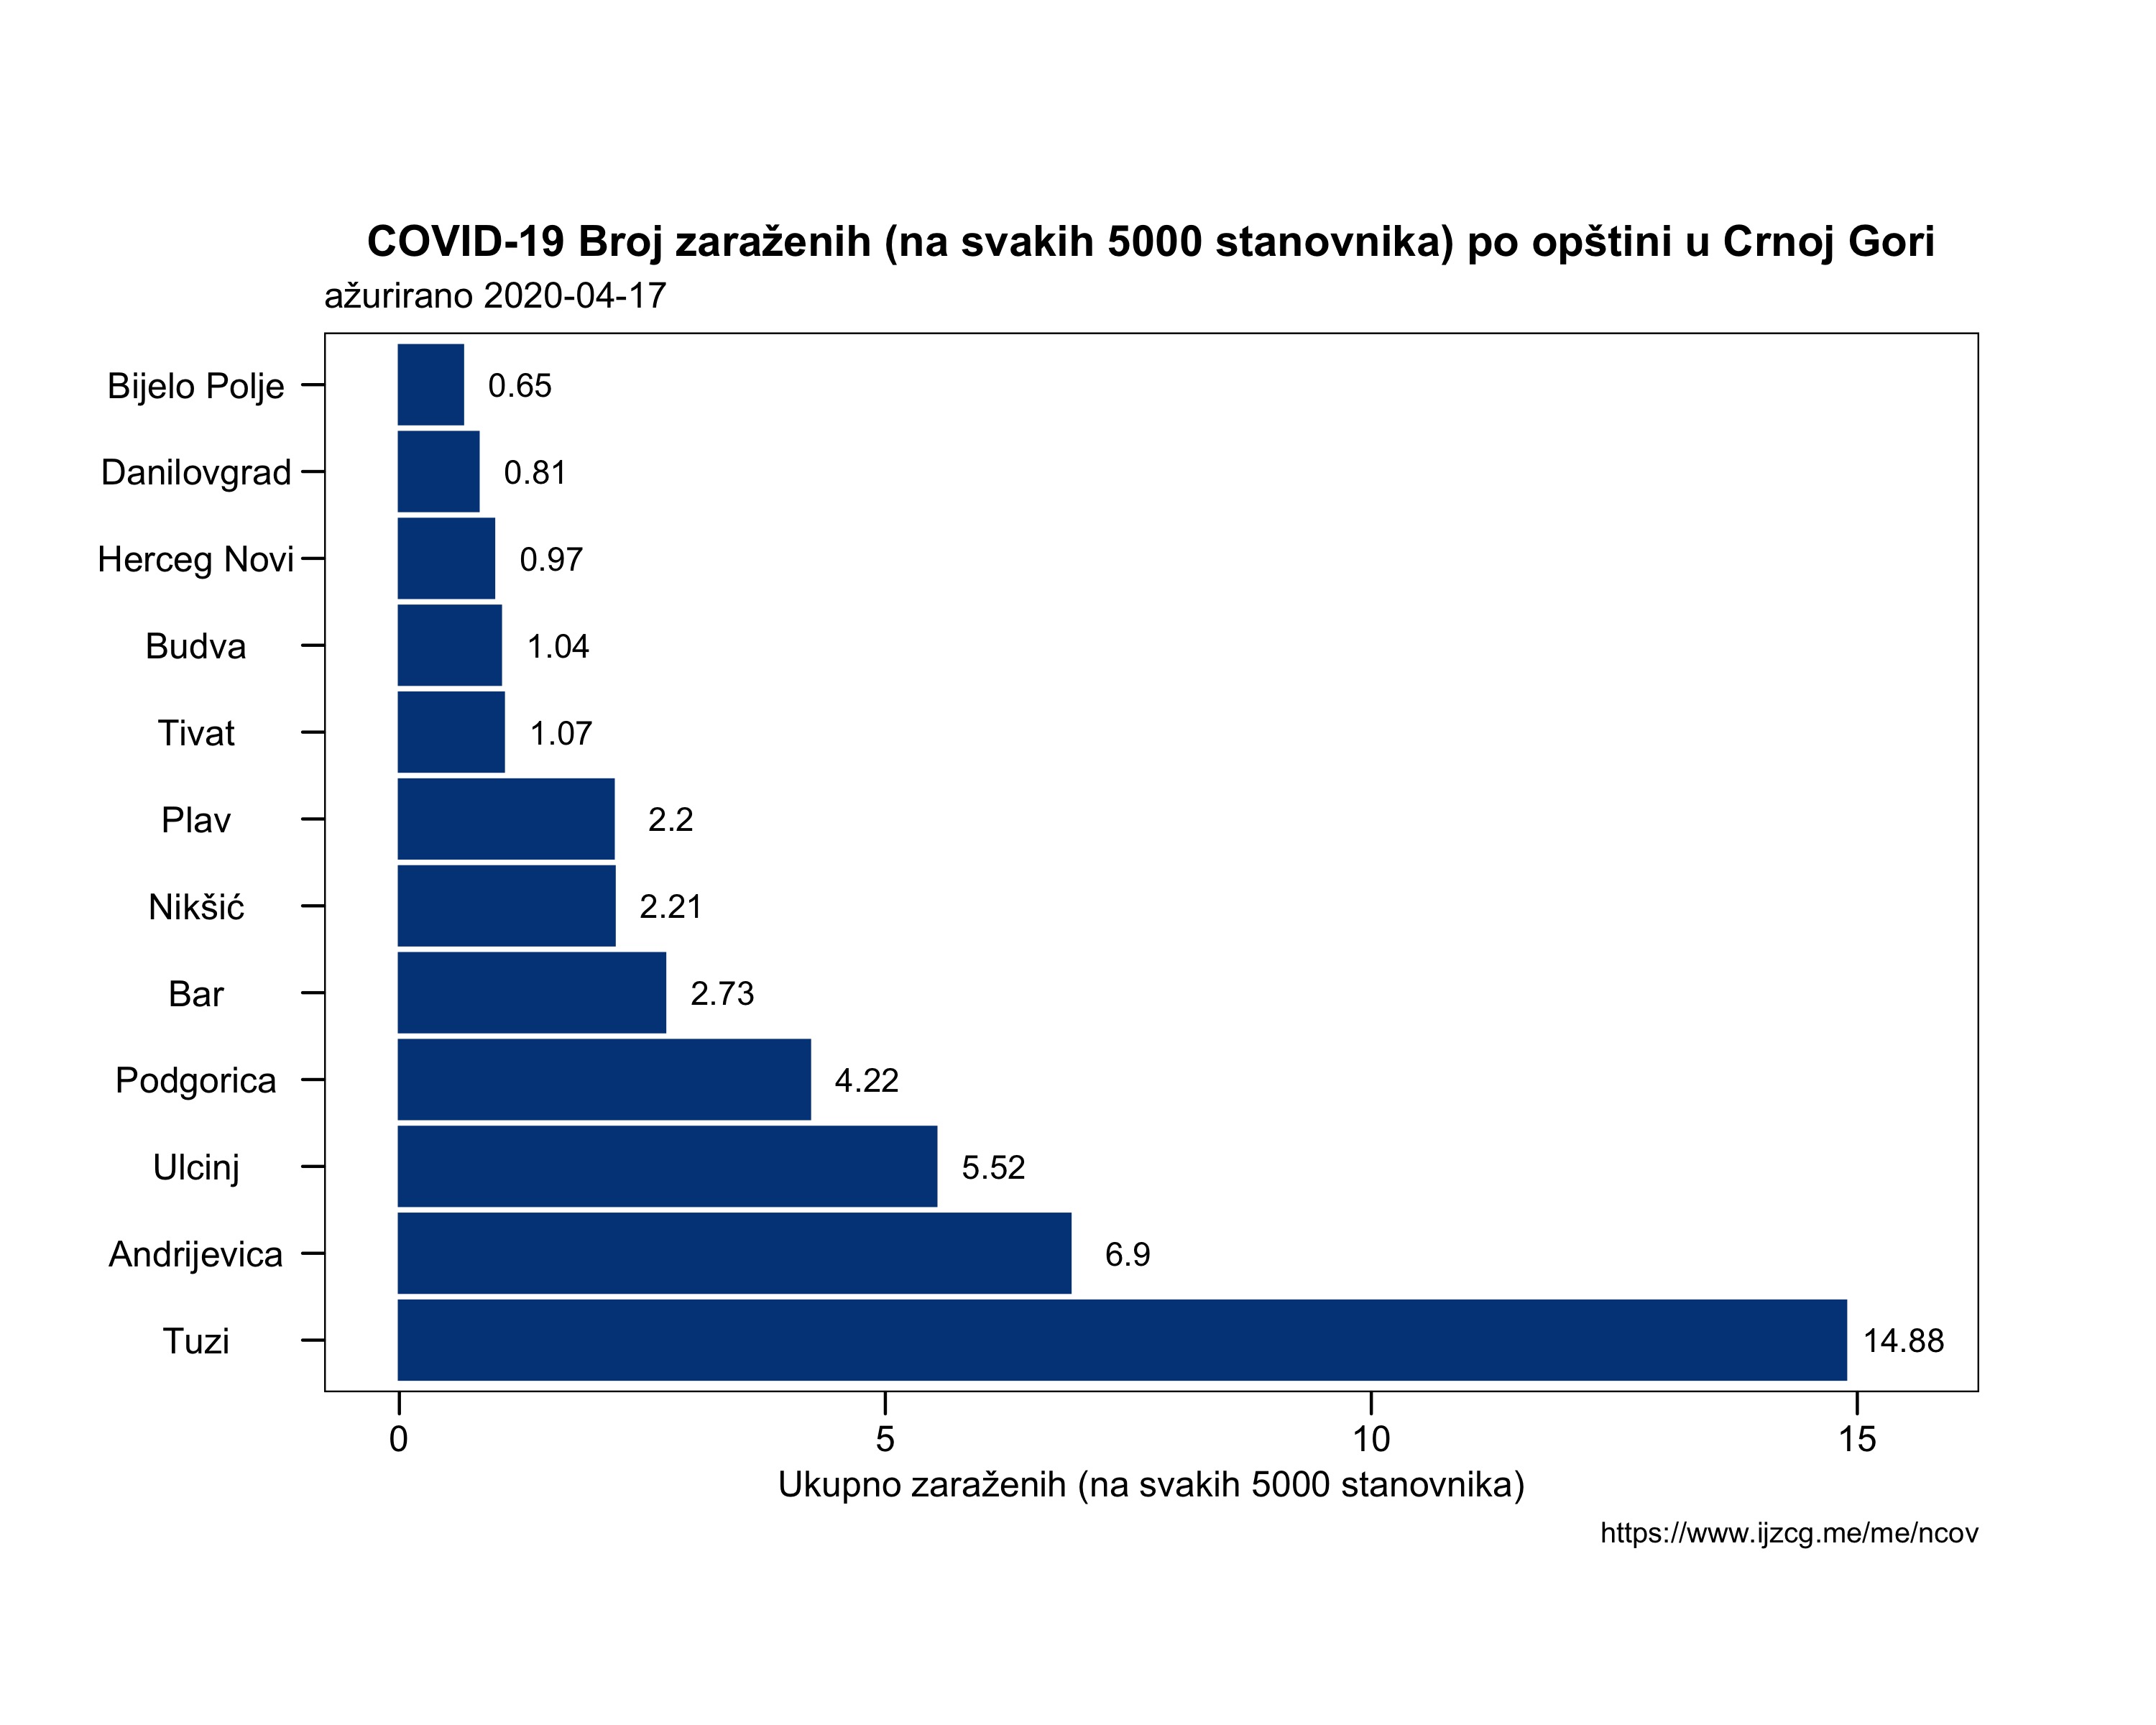 COVID-19 Broj zaraženih (na svakih 5000 stanovnika) po opštini u Crnoj Gori
ažurirano 2020-04-17
Bijelo Polje 0.65
Danilovgrad 0.81
Herceg Novi 0.97
Budva 1.04
Tivat 1.07
Plav 2.2
Nikšić 2.21
Bar 2.73
Podgorica 4.22
Ulcinj 5.52
Andrijevica 6.9
Tuzi 14.88
0 5 10 15
Ukupno zaraženih (na svakih 5000 stanovnika)
https://www.ijzcg.me/me/ncov